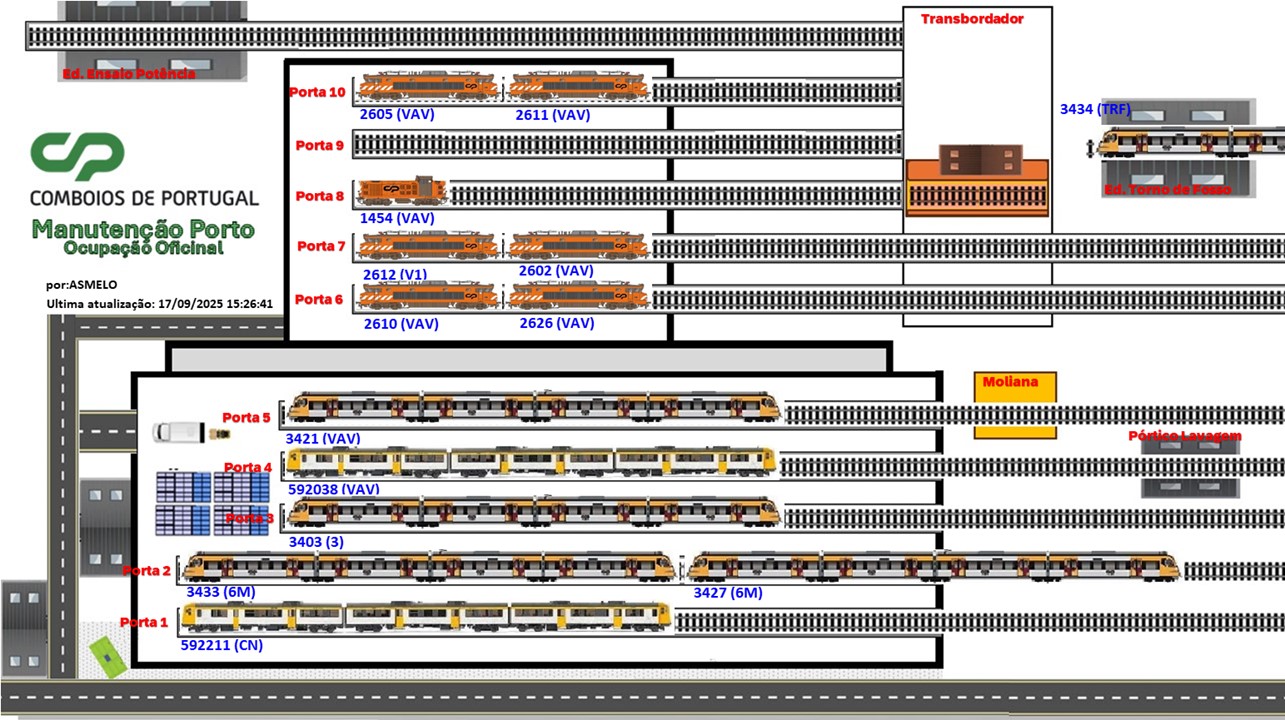 Transbordador
Ed. Ensaio Potência
Porta 10
2605 (VAV)
2611 (VAV)
3434 (TRF)
Porta 9
CP
COMBOIOS DE PORTUGAL
Manutenção Porto
Ocupação Oficinal
Porta 8
1454 (VAV)
Ed. Torno de Fosso
Porta 7
2612 (V1)
2602 (VAV)
por:ASMELO
Ultima atualização: 17/09/2025 15:26:41
Porta 6
2610 (VAV)
2626 (VAV)
Moliana
Porta 5
3421 (VAV)
Pórtico Lavagem
Porta 4
592038 (VAV)
Porta 3
3403 (3)
Porta 2
3433 (6M)
3427 (6M)
Porta 1
592211 (CN)